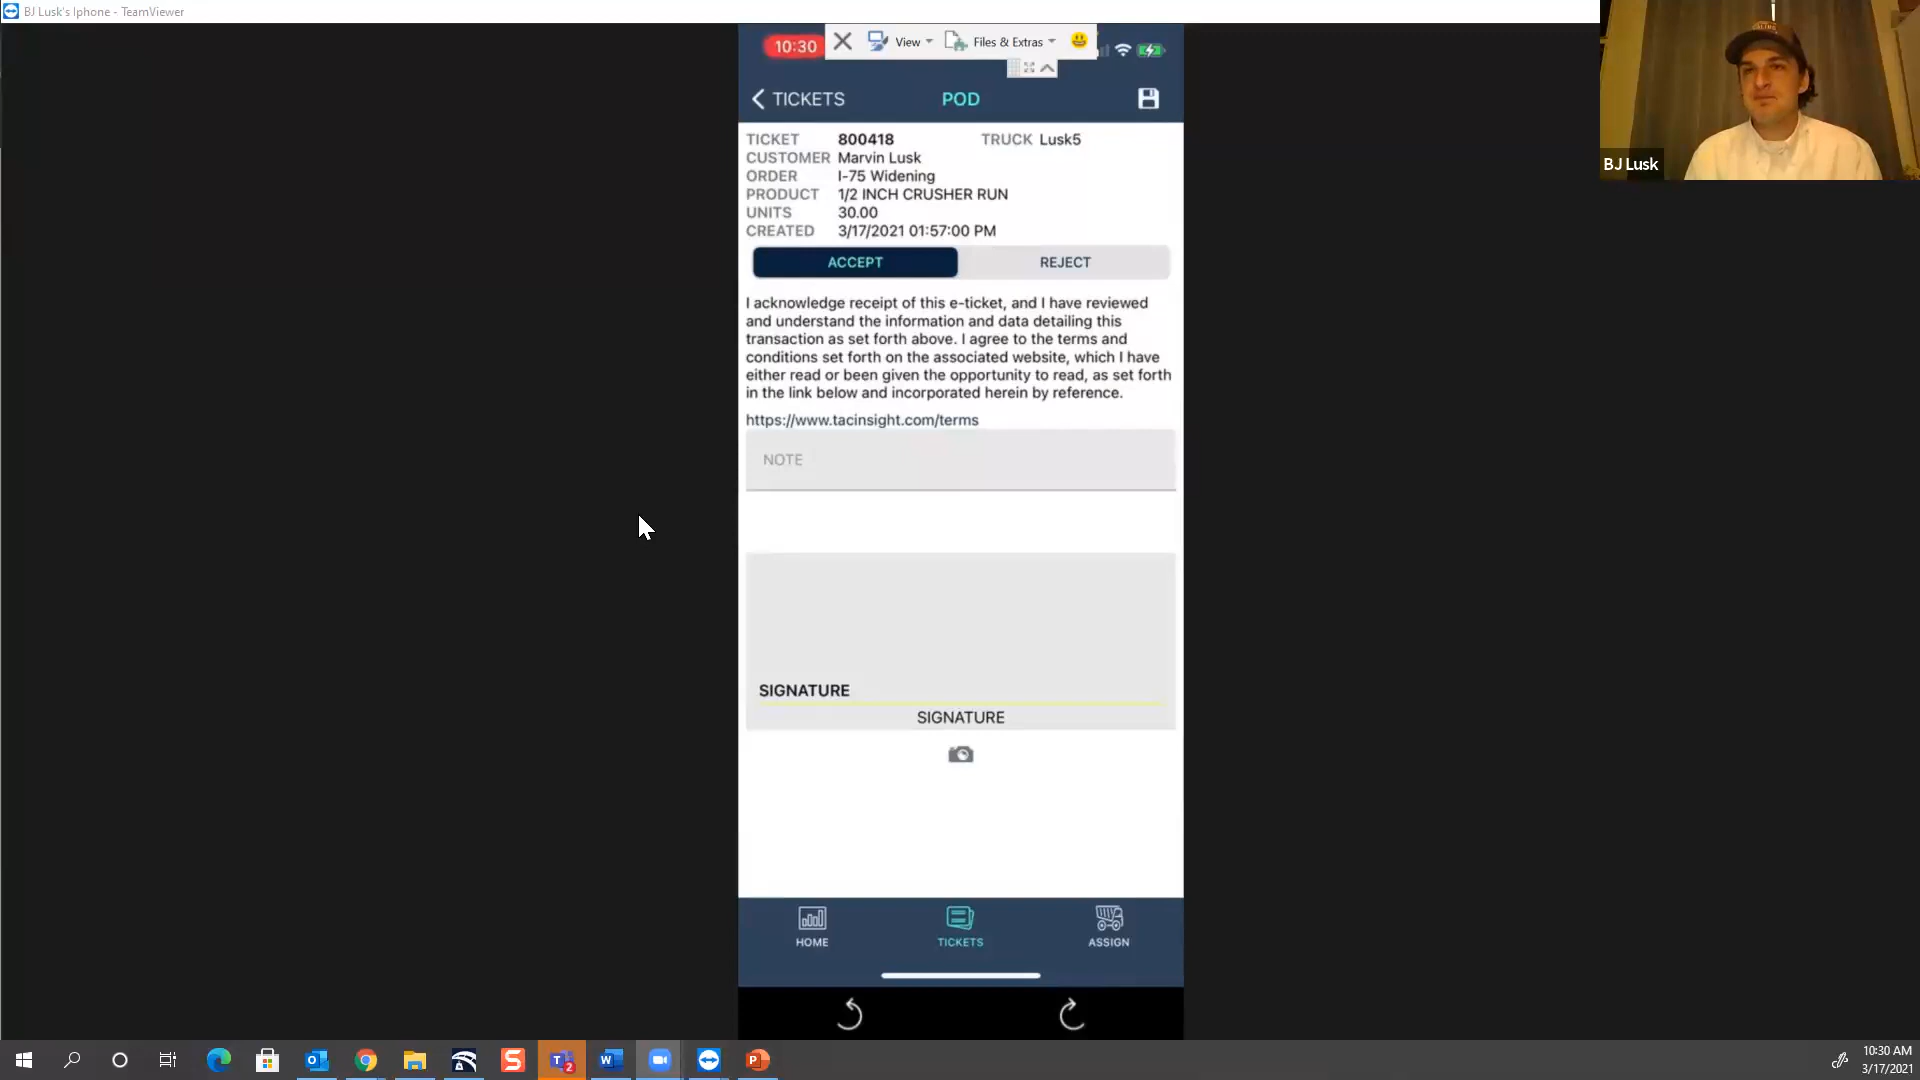 BJ Lusk's Iphone - TeamViewer
10:30
View
Files & Extras
TICKETS
POD
TICKET 800418 TRUCK Lusk5
CUSTOMER Marvin Lusk
ORDER I-75 Widening
PRODUCT 1/2 INCH CRUSHER RUN
UNITS 30.00
CREATED 3/17/2021 01:57:00 PM
ACCEPT REJECT
I acknowledge receipt of this e-ticket, and I have reviewed
and understand the information and data detailing this
transaction as set forth above. I agree to the terms and
conditions set forth on the associated website, which I have
either read or been given the opportunity to read, as set forth
in the link below and incorporated herein by reference.
https://www.tacinsight.com/terms
NOTE
SIGNATURE
SIGNATURE
HOME TICKETS ASSIGN
BJ Lusk
10:30 AM
3/17/2021